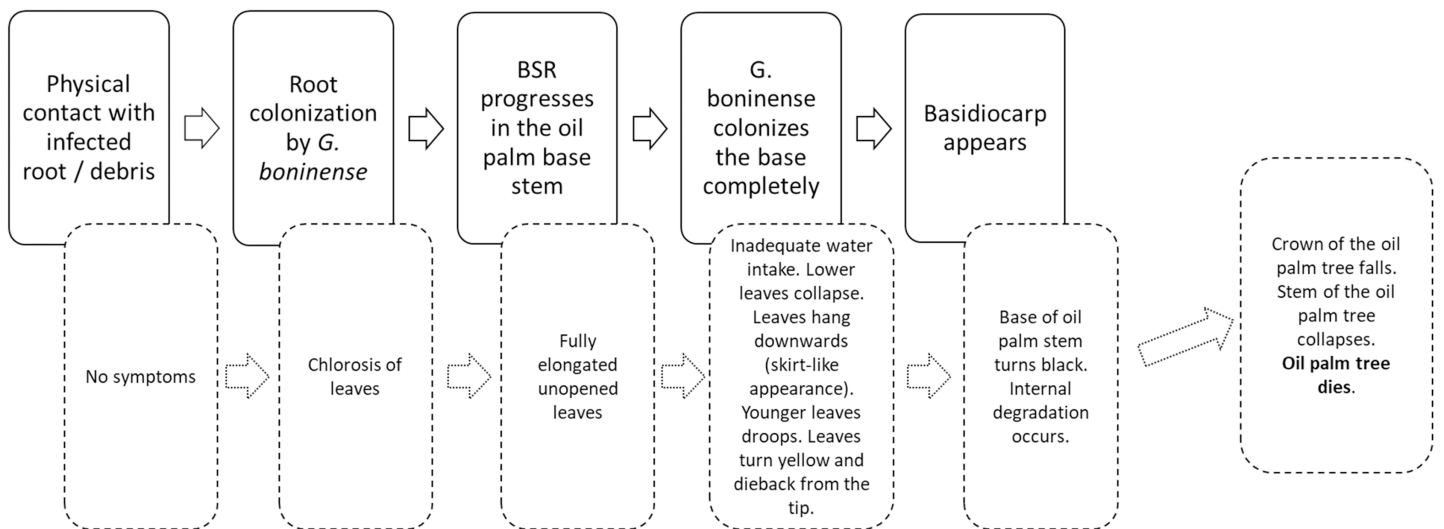 Physical
contact with
infected
root / debris
Root
colonization
by G.
boninense
BSR
progresses
in the oil
palm base
stem
G.
boninense
colonizes
the base
completely
Basidiocarp
appears
No symptoms
Chlorosis of
leaves
Fully
elongated
unopened
leaves
Inadequate water
intake. Lower
leaves collapse.
Leaves hang
downwards
(skirt-like
appearance).
Younger leaves
droops. Leaves
turn yellow and
dieback from the
tip.
Base of oil
palm stem
turns black.
Internal
degradation
occurs.
Crown of the oil
palm tree falls.
Stem of the oil
palm tree
collapses.
Oil palm tree
dies.